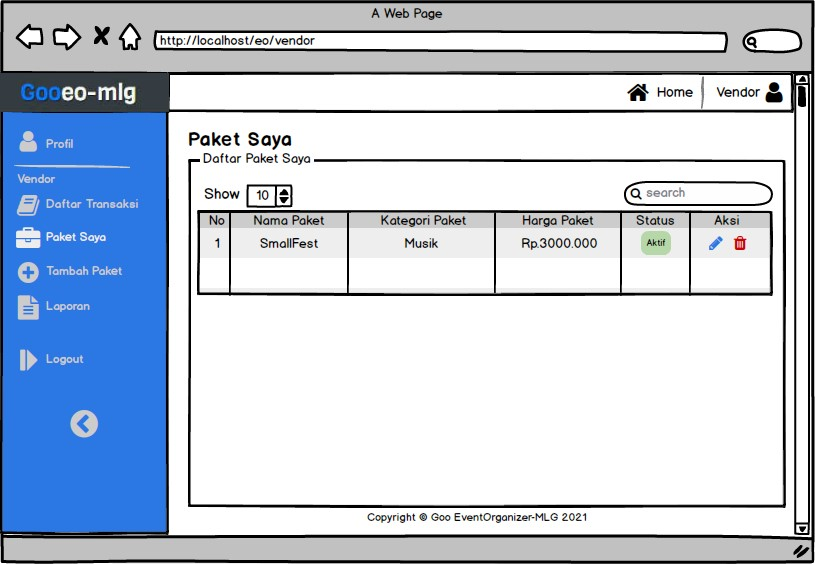 A Web Page
http://localhost/eo/vendor
Gooeo-mlg
Home
Vendor
Profil
Vendor
Daftar Transaksi
Paket Saya
Tambah Paket
Laporan
Logout
Paket Saya
Daftar Paket Saya
Show 10
search
No Nama Paket Kategori Paket Harga Paket Status Aksi
1 SmallFest Musik Rp.3000.000 Aktif
Copyright © Goo EventOrganizer-MLG 2021